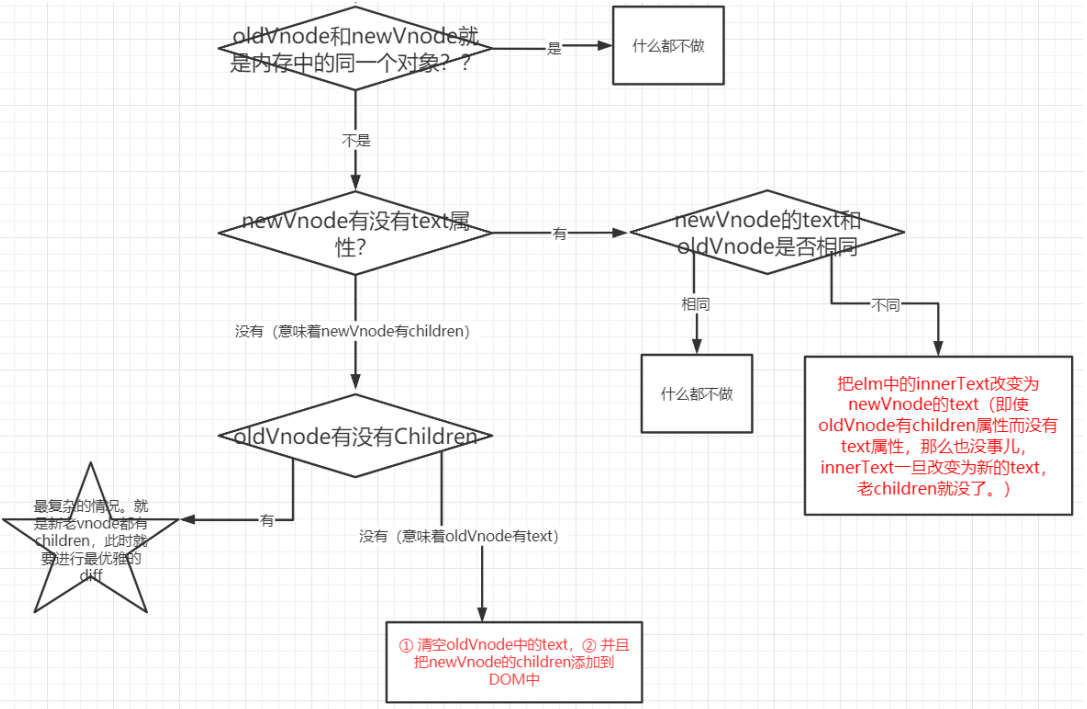 oldVnode和newVnode就
是内存中的同一个对象？？
是
什么都不做
不是
newVnode有没有text属
性？
有
newVnode的text和
oldVnode是否相同
相同
不同
没有（意味着newVnode有children）
什么都不做
把elm中的innerText改变为
newVnode的text（即使
oldVnode有children属性而没有
text属性，那么也没事儿，
innerText一旦改变为新的text，
老children就没了。）
oldVnode有没有Children
有
最复杂的情况。就
是新老vnode都有
children，此时就
要进行最优雅的
diff
没有（意味着oldVnode有text）
① 清空oldVnode中的text，② 并且
把newVnode的children添加到
DOM中